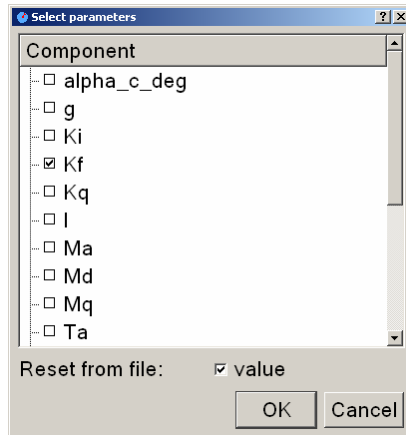 Select parameters
Component
alpha_c_deg
g
Ki
Kf
Kq
l
Ma
Md
Mq
Ta
Reset from file: value
OK Cancel